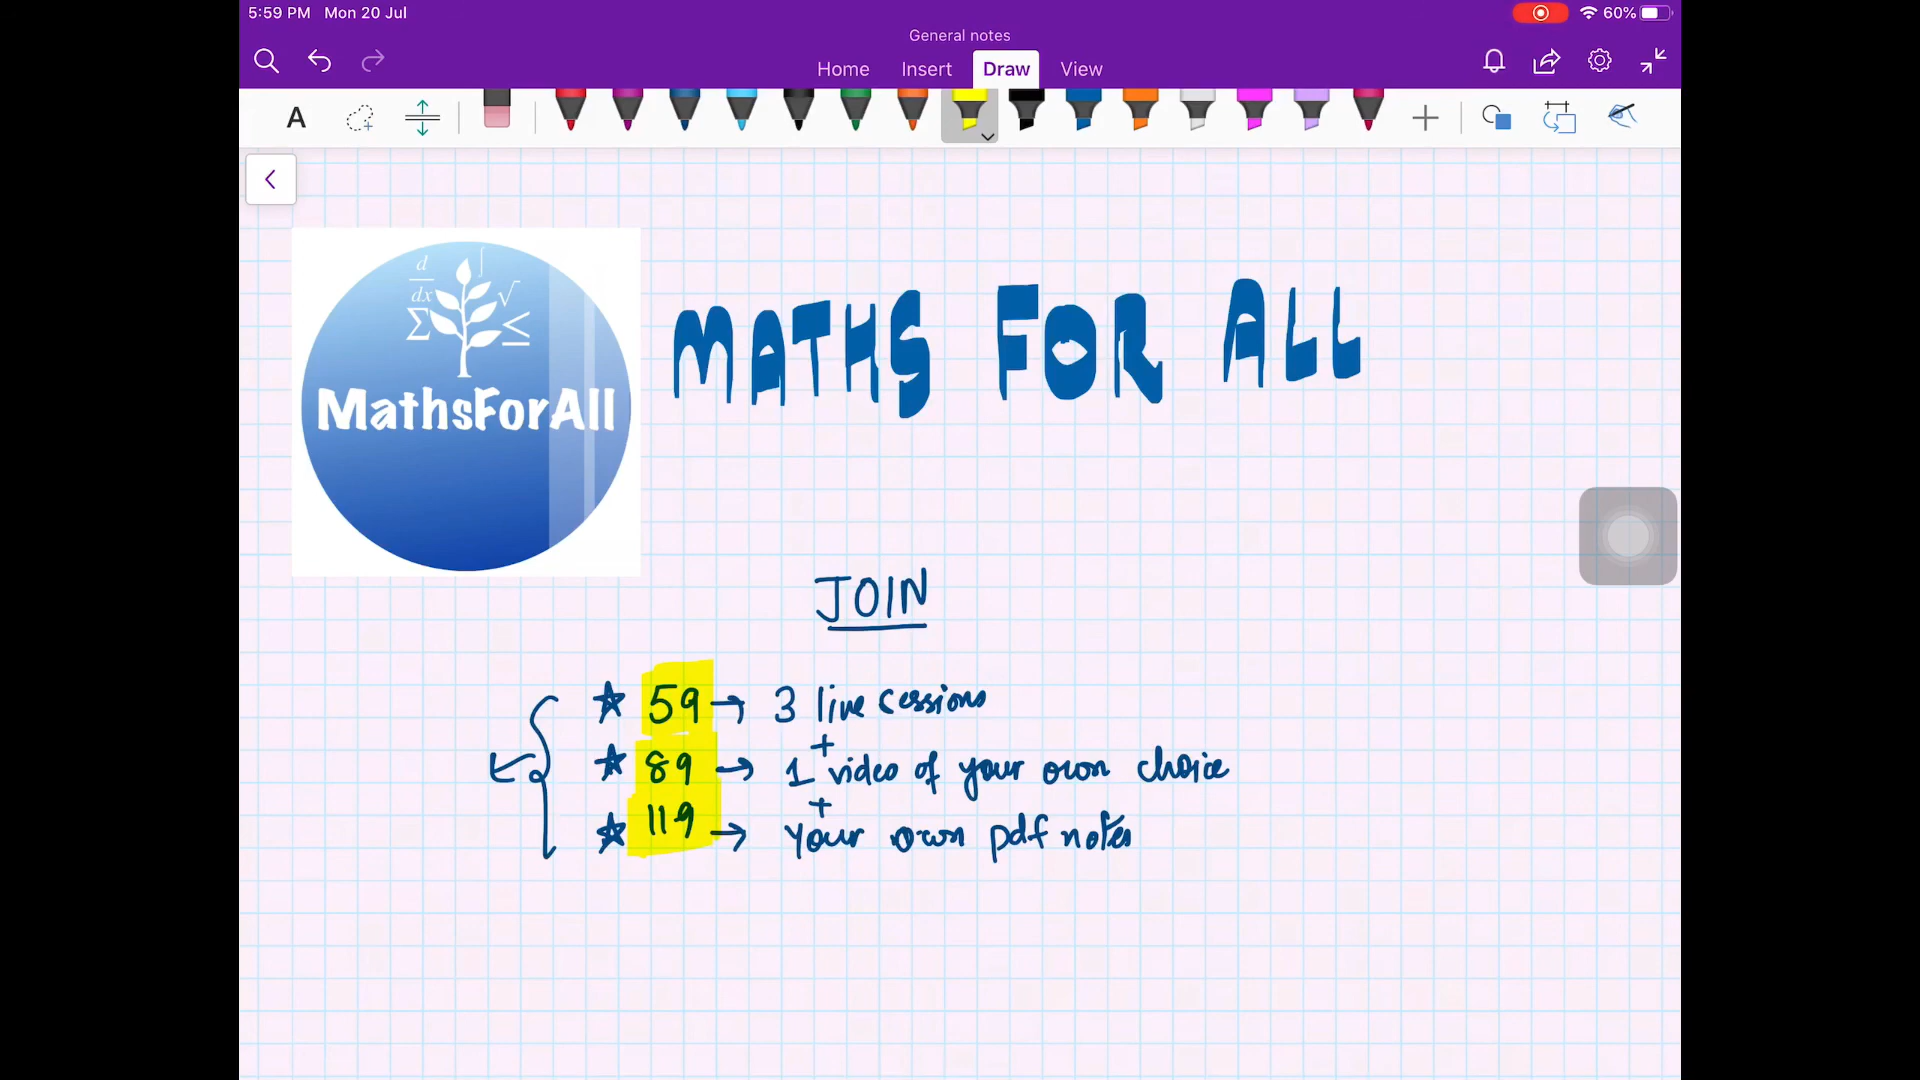 5:59 PM Mon 20 Jul
60%
General notes
Home Insert Draw View
A
d
dx
∫
√
Σ
≤
MathsForAll
MATHS FOR ALL
JOIN
★ 59 → 3 live sessions
+
★ 89 → 1 video of your own choice
+
★ 119 → your own pdf notes